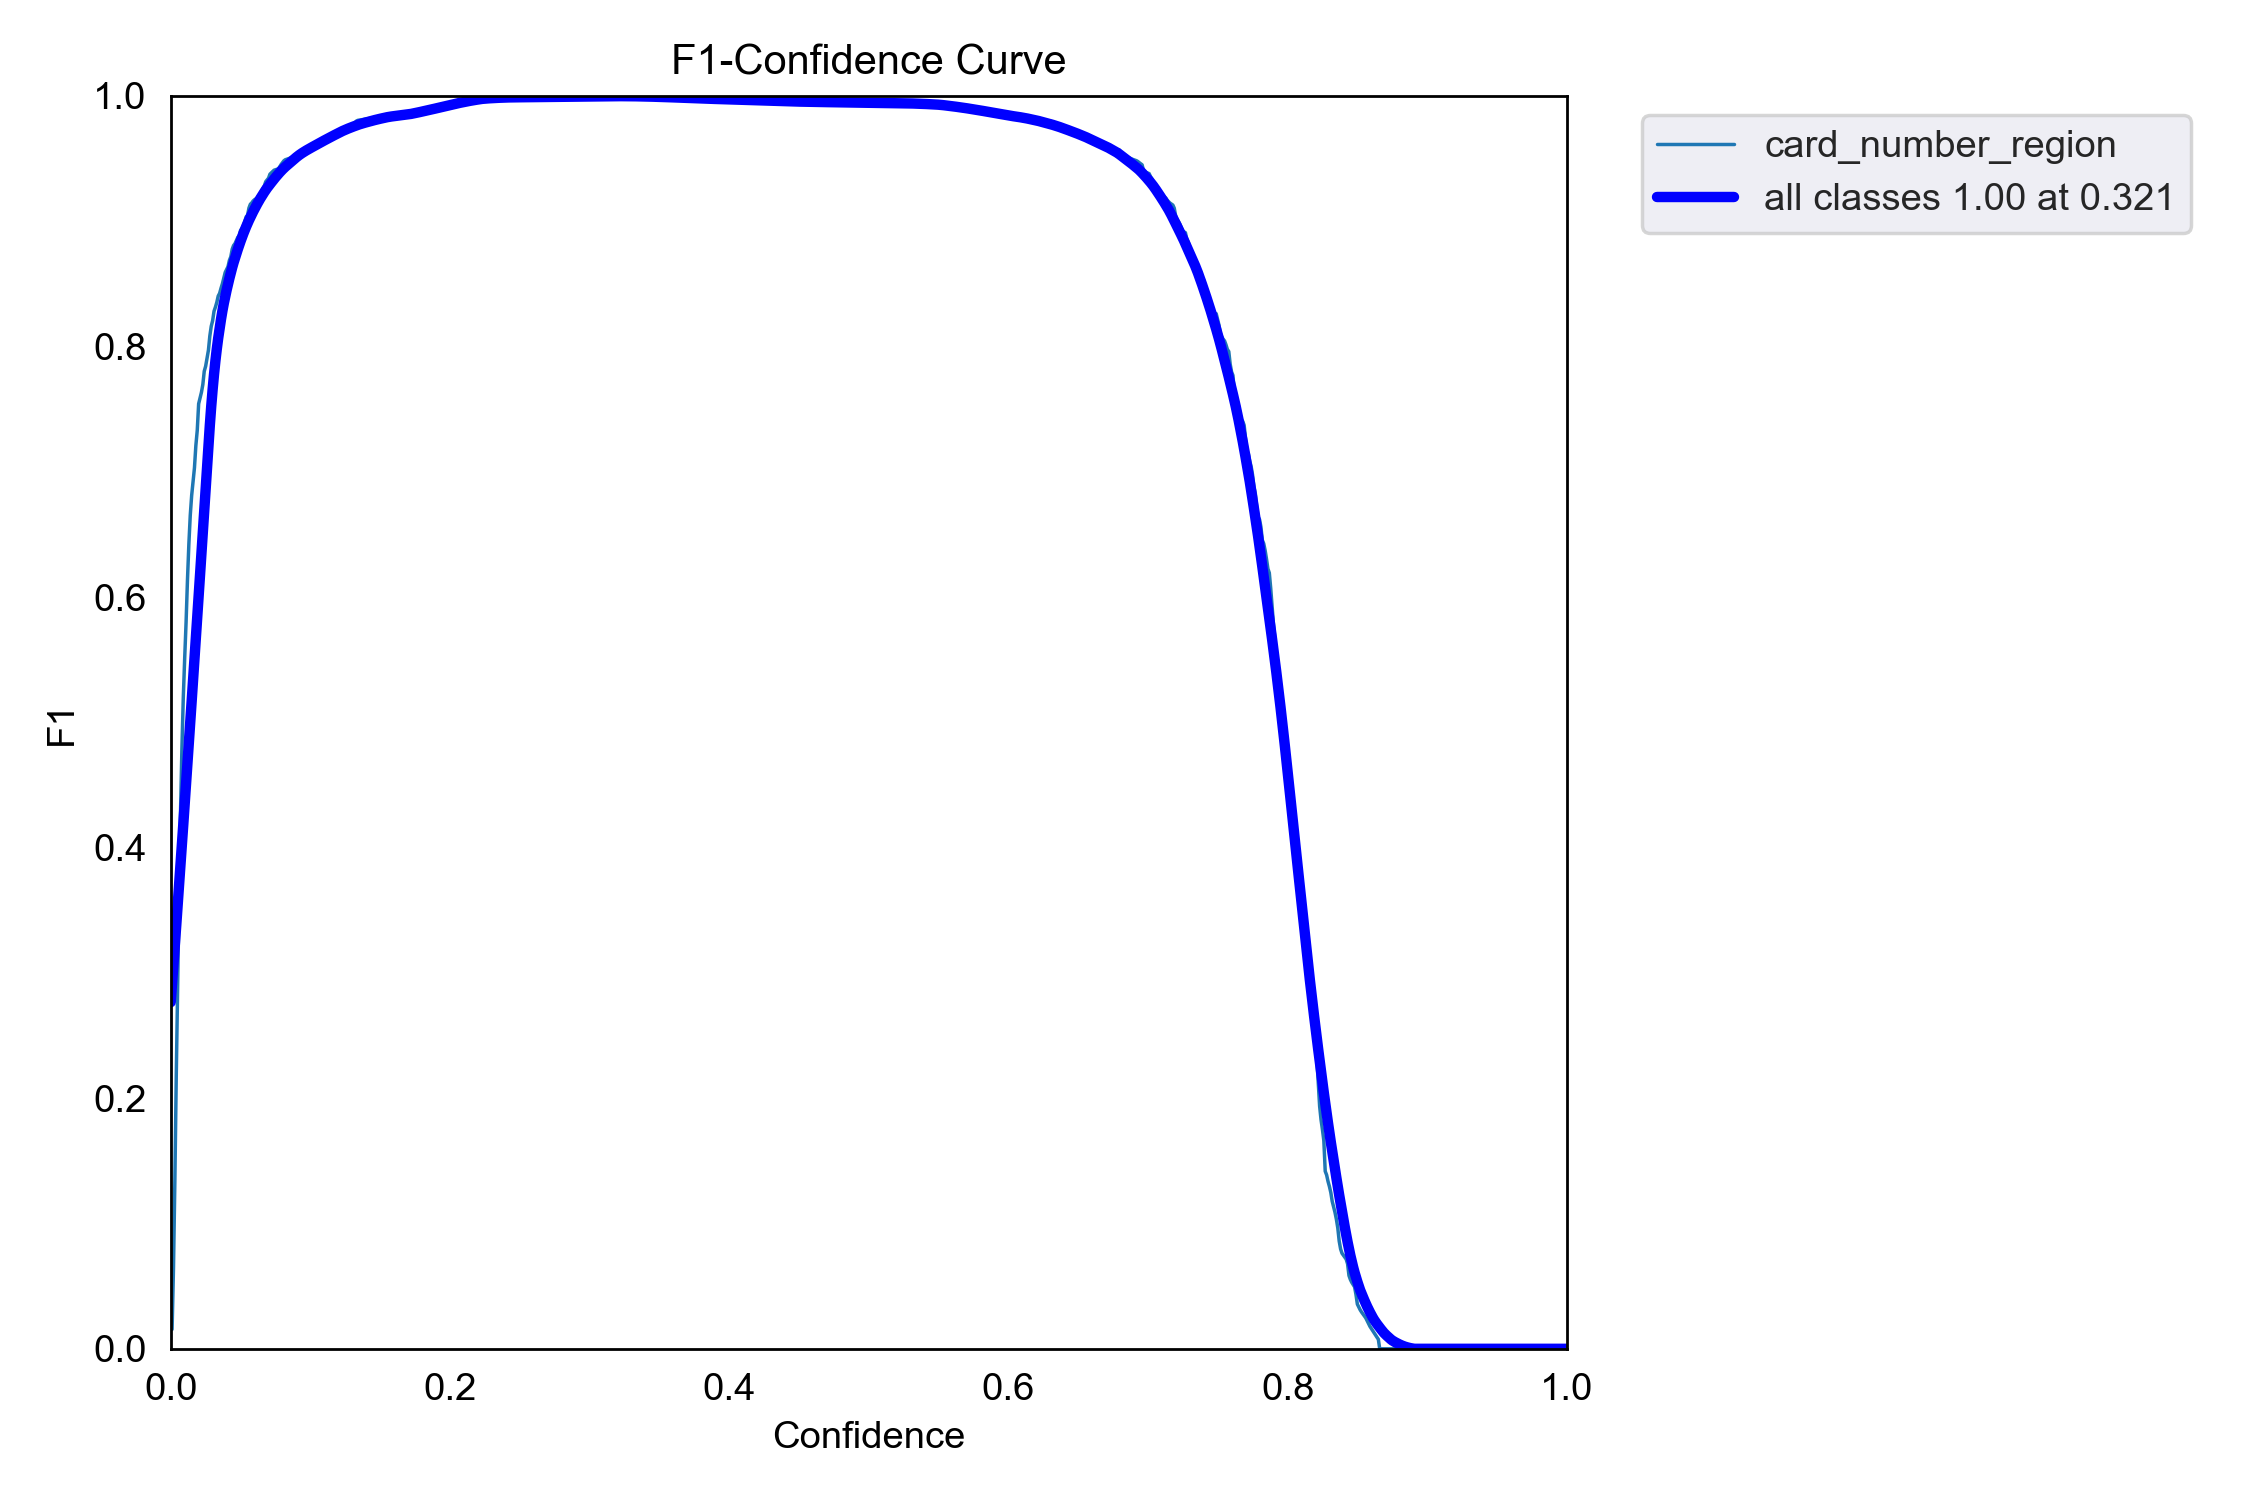 F1-Confidence Curve
1.0
0.8
0.6
0.4
0.2
0.0
F1
0.0 0.2 0.4 0.6 0.8 1.0
Confidence
card_number_region
all classes 1.00 at 0.321